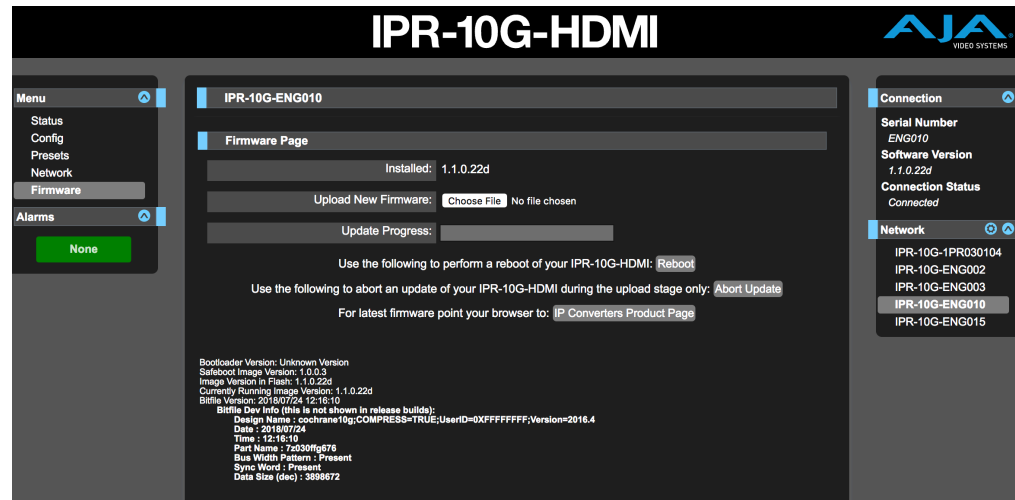 IPR-10G-HDMI
AJA
VIDEO SYSTEMS
Menu
Status
Config
Presets
Network
Firmware
Alarms
None
IPR-10G-ENG010
Firmware Page
Installed: 1.1.0.22d
Upload New Firmware: Choose File No file chosen
Update Progress:
Use the following to perform a reboot of your IPR-10G-HDMI: Reboot
Use the following to abort an update of your IPR-10G-HDMI during the upload stage only: Abort Update
For latest firmware point your browser to: IP Converters Product Page
Bootloader Version: Unknown Version
Safeboot Image Version: 1.0.0.3
Image Version in Flash: 1.1.0.22d
Currently Running Image Version: 1.1.0.22d
Bitfile Version: 2018/07/24 12:16:10
Bitfile Dev Info (this is not shown in release builds):
Design Name : cochrane10g;COMPRESS=TRUE;UserID=0XFFFFFFFF;Version=2016.4
Date : 2018/07/24
Time : 12:16:10
Part Name : 7z030ffg676
Bus Width Pattern : Present
Sync Word : Present
Data Size (dec) : 3898672
Connection
Serial Number
ENG010
Software Version
1.1.0.22d
Connection Status
Connected
Network
IPR-10G-1PR030104
IPR-10G-ENG002
IPR-10G-ENG003
IPR-10G-ENG010
IPR-10G-ENG015